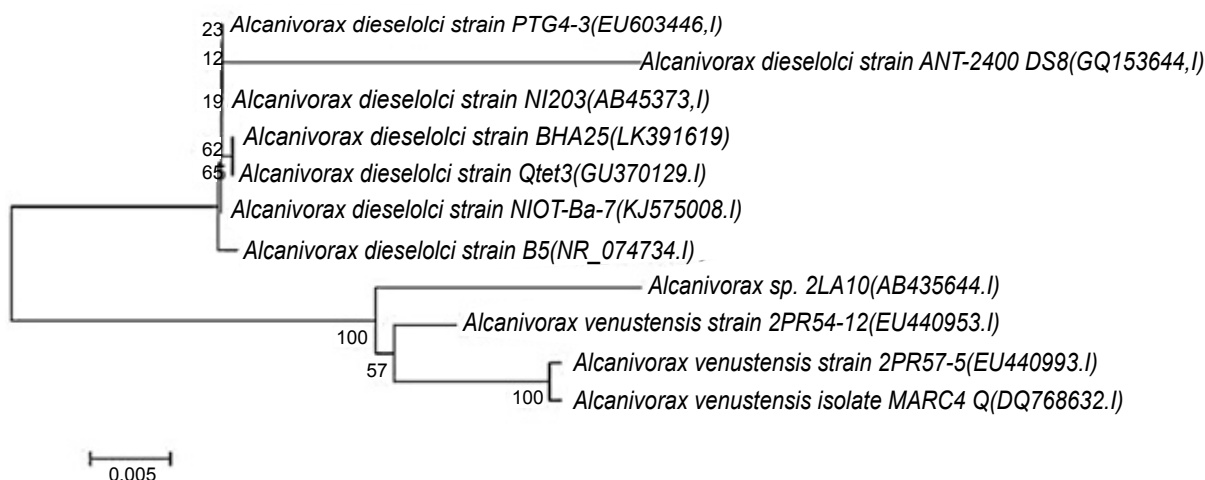 23 Alcanivorax dieselolci strain PTG4-3(EU603446,I)
12 Alcanivorax dieselolci strain ANT-2400 DS8(GQ153644,I)
19 Alcanivorax dieselolci strain NI203(AB45373,I)
Alcanivorax dieselolci strain BHA25(LK391619)
62
65 Alcanivorax dieselolci strain Qtet3(GU370129.I)
Alcanivorax dieselolci strain NIOT-Ba-7(KJ575008.I)
Alcanivorax dieselolci strain B5(NR_074734.I)
Alcanivorax sp. 2LA10(AB435644.I)
Alcanivorax venustensis strain 2PR54-12(EU440953.I)
100
57 Alcanivorax venustensis strain 2PR57-5(EU440993.I)
100 Alcanivorax venustensis isolate MARC4 Q(DQ768632.I)
0.005